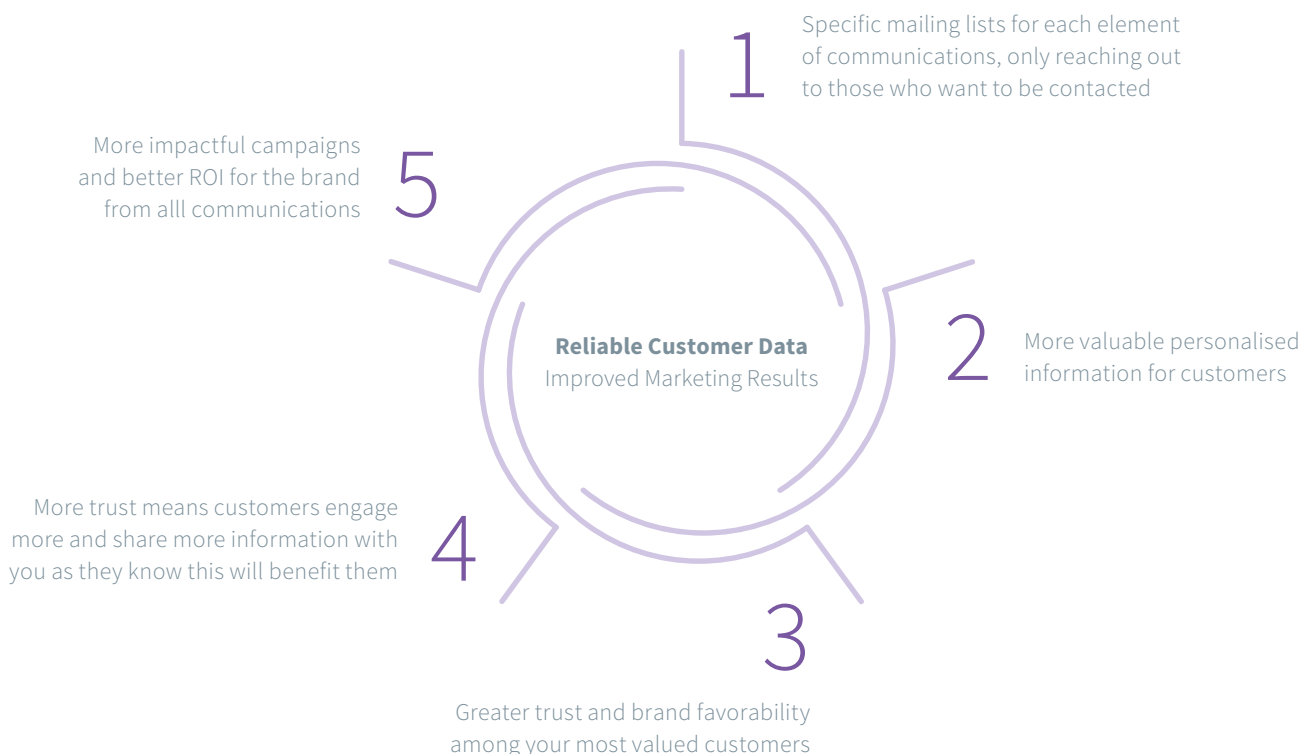 1
Specific mailing lists for each element
of communications, only reaching out
to those who want to be contacted
2
More valuable personalised
information for customers
3
Greater trust and brand favorability
among your most valued customers
4
More trust means customers engage
more and share more information with
you as they know this will benefit them
5
More impactful campaigns
and better ROI for the brand
from alll communications
Reliable Customer Data
Improved Marketing Results